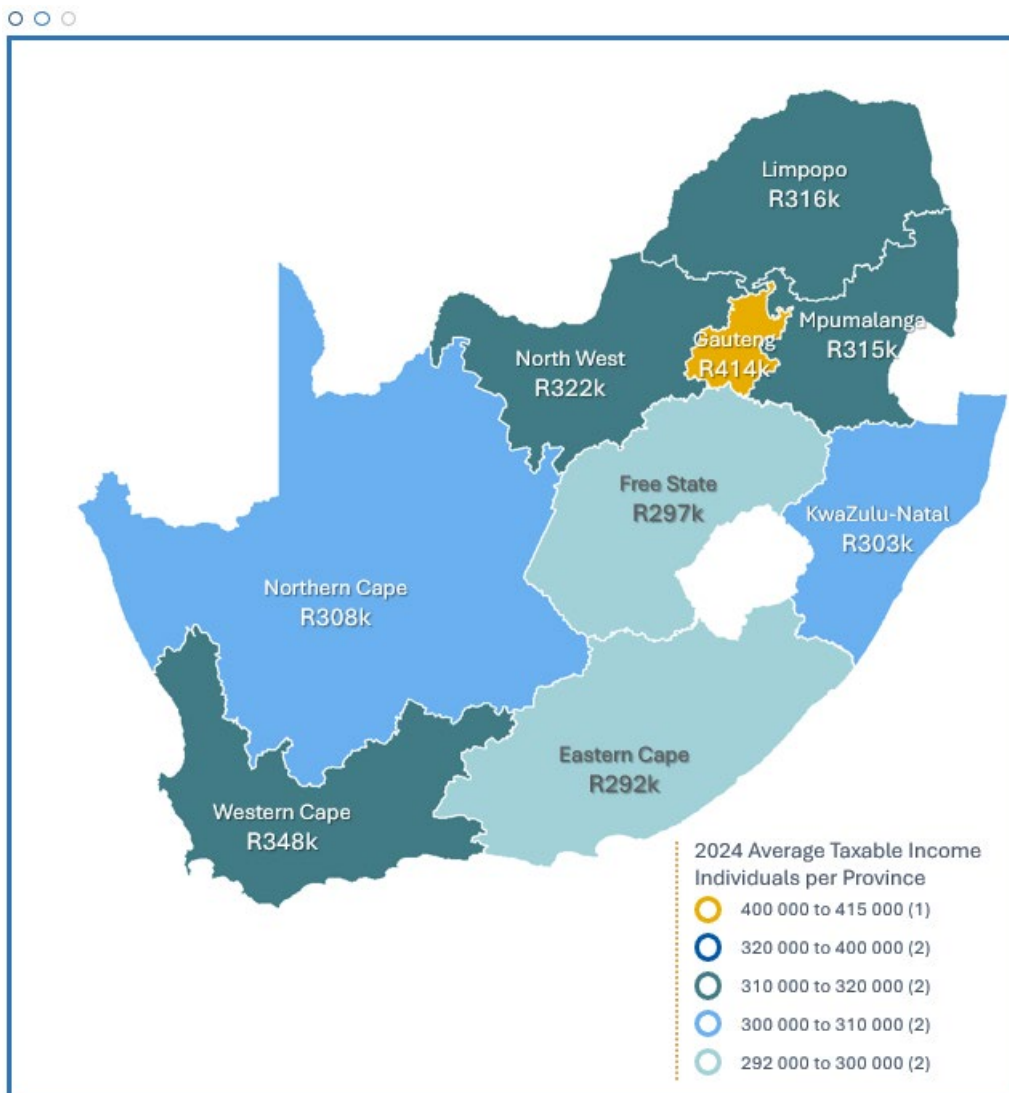 Limpopo
R316k
Mpumalanga
R315k
Gauteng
R414k
North West
R322k
Free State
R297k
KwaZulu-Natal
R303k
Northern Cape
R308k
Eastern Cape
R292k
Western Cape
R348k
2024 Average Taxable Income
Individuals per Province
400 000 to 415 000 (1)
320 000 to 400 000 (2)
310 000 to 320 000 (2)
300 000 to 310 000 (2)
292 000 to 300 000 (2)